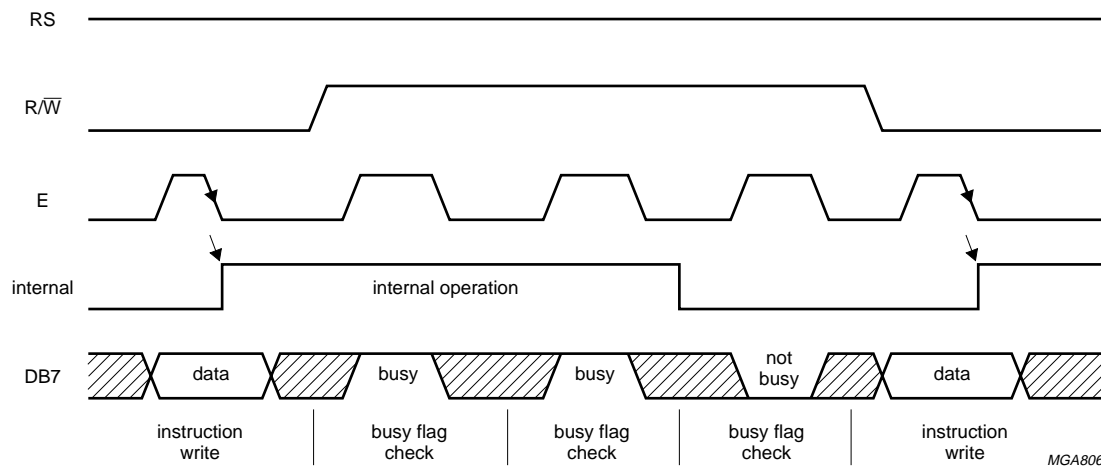 RS
R/W̅
E
internal
internal operation
DB7
data
busy
busy
not
busy
data
instruction
write
busy flag
check
busy flag
check
busy flag
check
instruction
write
MGA806